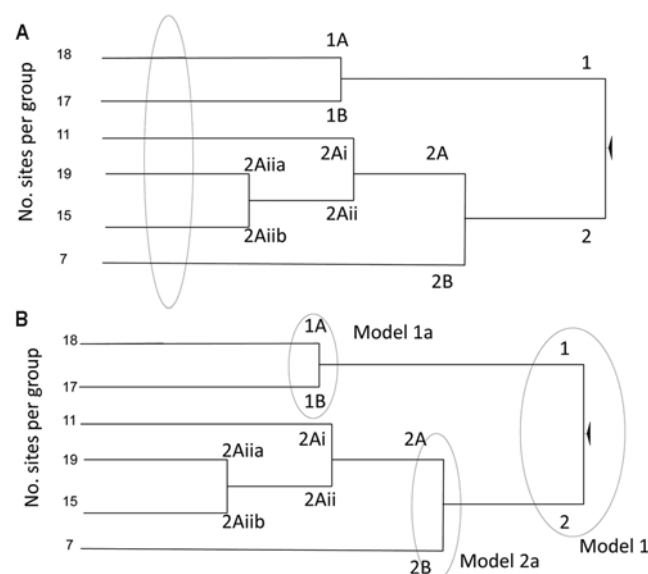 A
No. sites per group
18
1A
1
17
1B
11
2Ai
2A
19
2Aiia
15
2Aiib
2Aii
2
7
2B
B
No. sites per group
18
1A
Model 1a
1
17
1B
11
2Ai
2A
19
2Aiia
15
2Aiib
2Aii
2
Model 1
7
2B
Model 2a